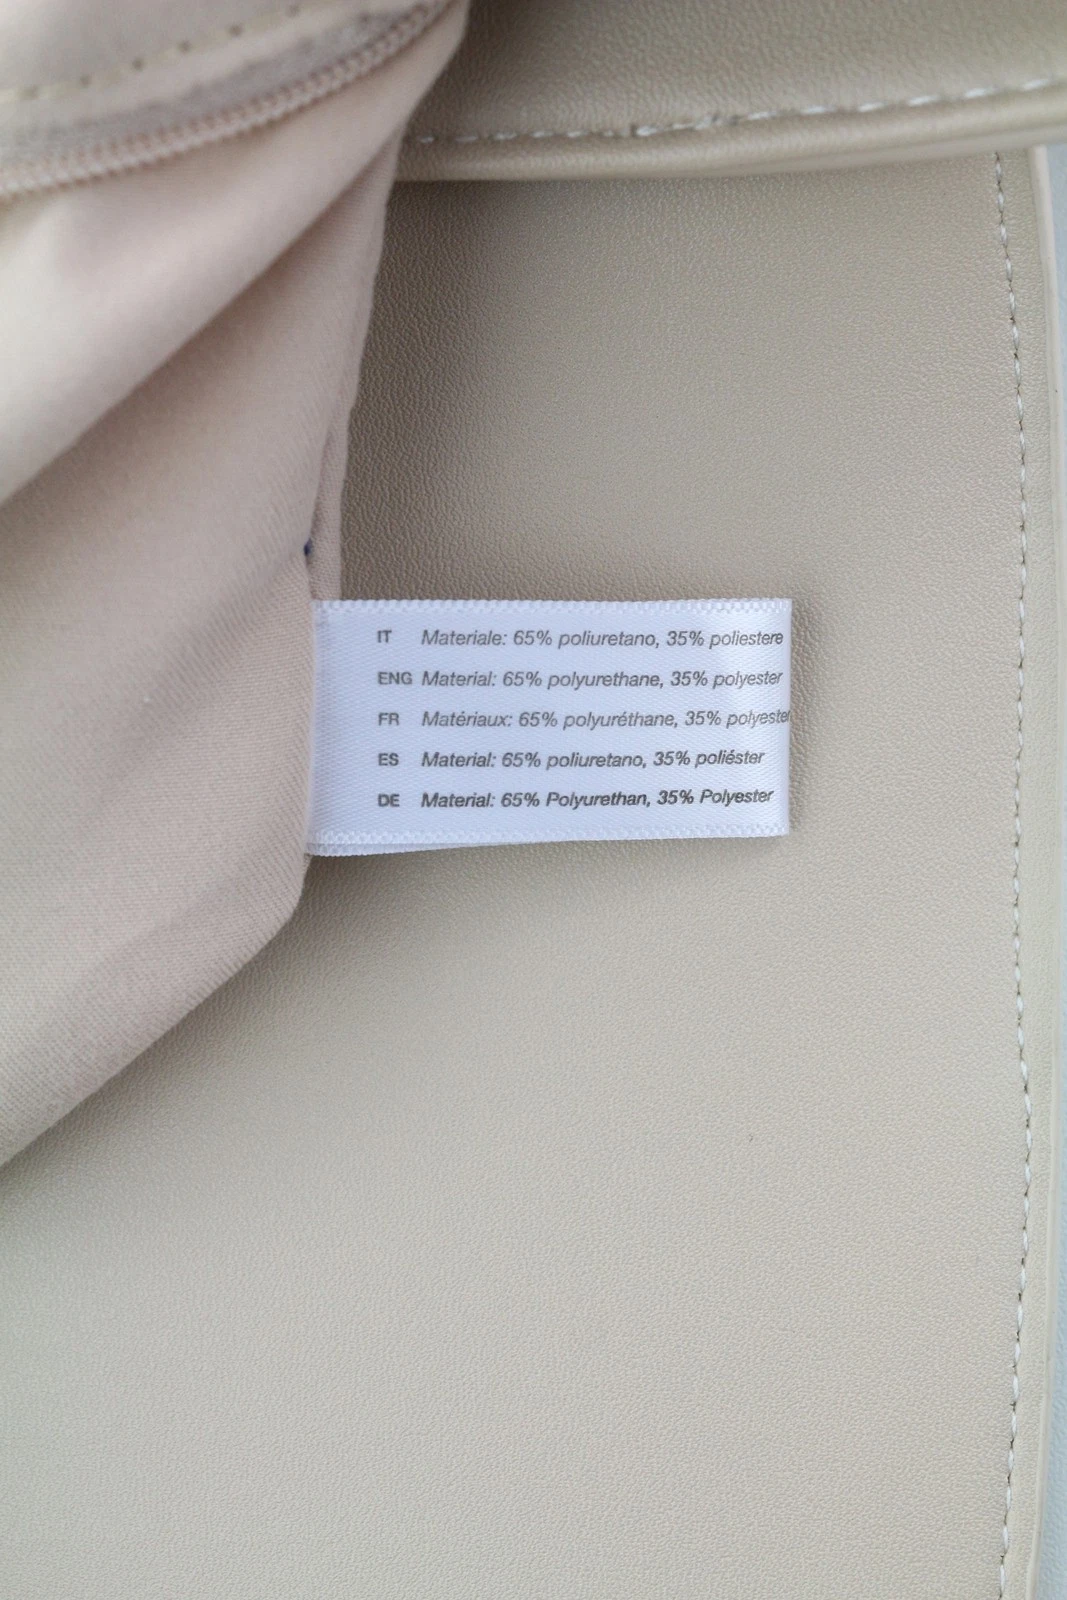 IT Materiale: 65% poliuretano, 35% poliestere
ENG Material: 65% polyurethane, 35% polyester
FR Matériaux: 65% polyuréthane, 35% polyester
ES Material: 65% poliuretano, 35% poliéster
DE Material: 65% Polyurethan, 35% Polyester